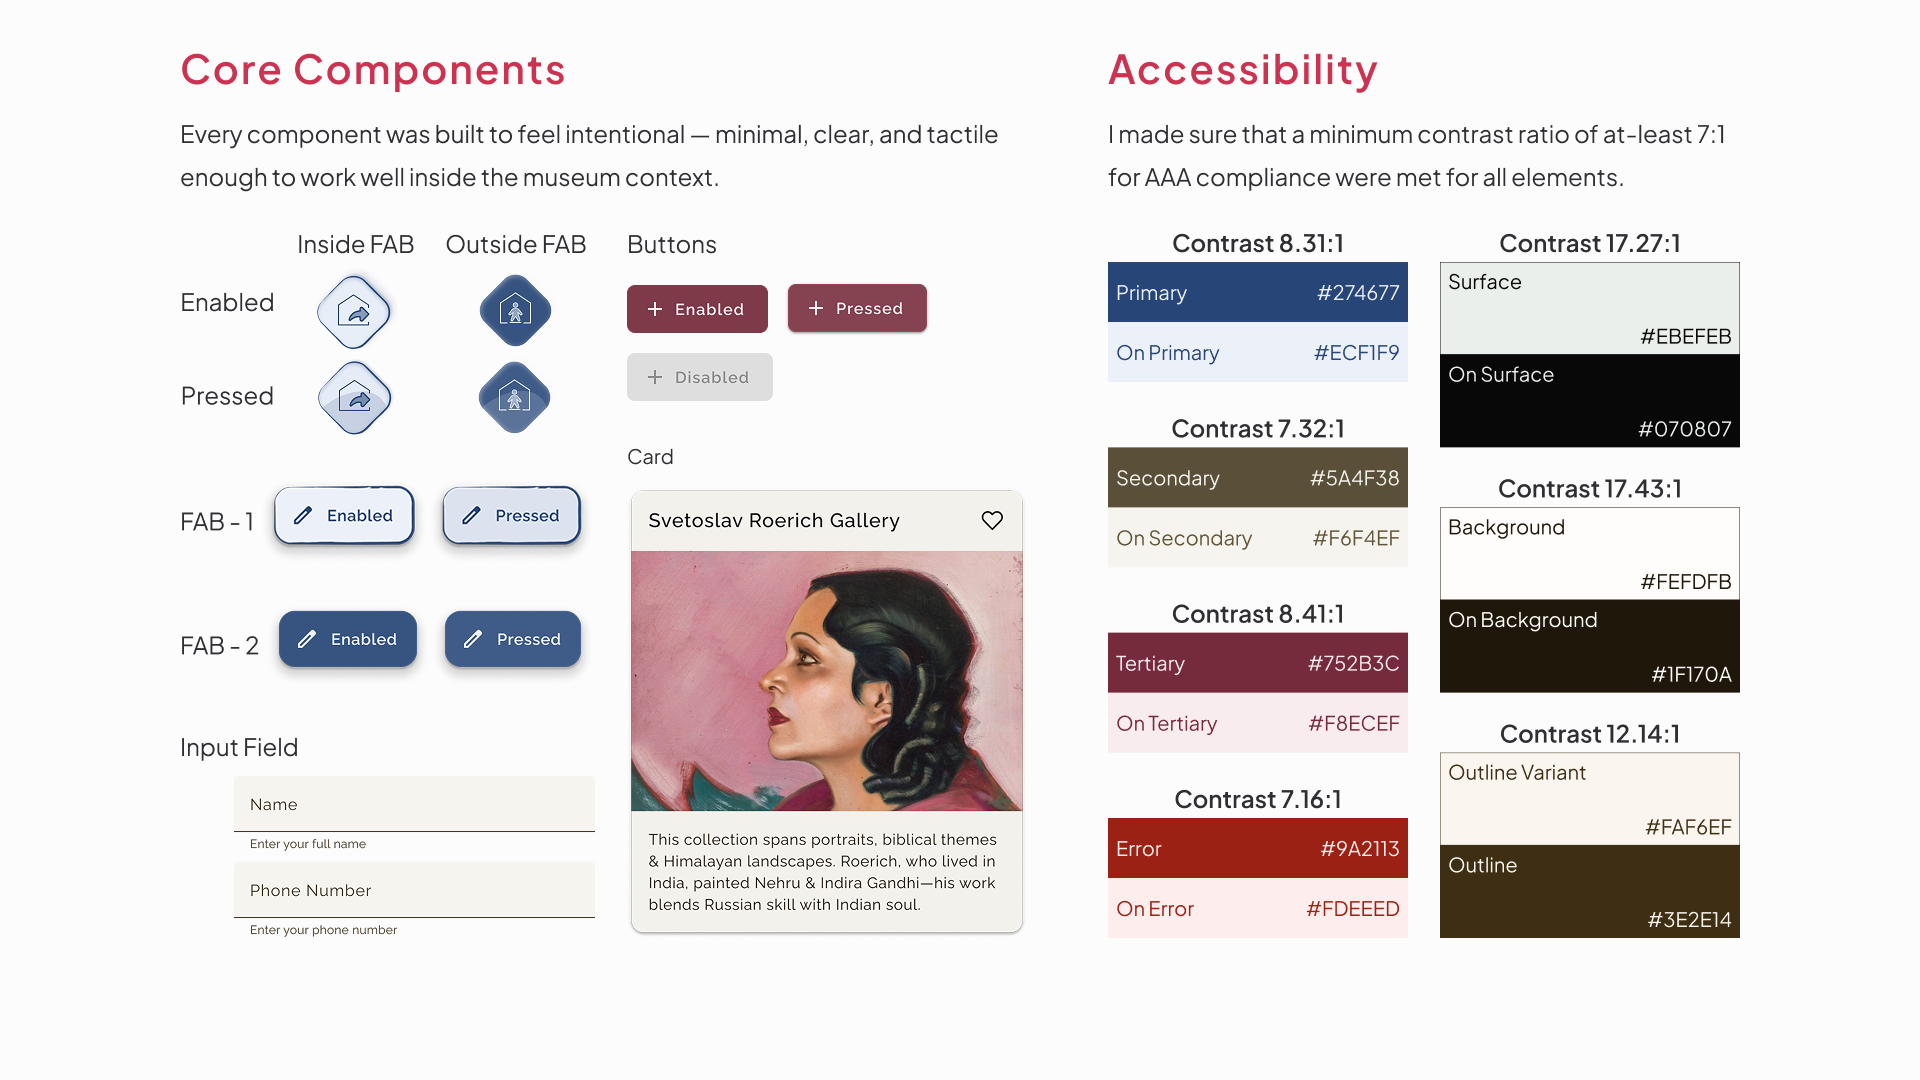 Core Components
Every component was built to feel intentional — minimal, clear, and tactile
enough to work well inside the museum context.
Inside FAB
Outside FAB
Enabled
Pressed
FAB - 1
Enabled
Pressed
FAB - 2
Enabled
Pressed
Input Field
Name
Enter your full name
Phone Number
Enter your phone number
Buttons
Enabled
Pressed
Disabled
Card
Svetoslav Roerich Gallery
This collection spans portraits, biblical themes
& Himalayan landscapes. Roerich, who lived in
India, painted Nehru & Indira Gandhi—his work
blends Russian skill with Indian soul.
Accessibility
I made sure that a minimum contrast ratio of at-least 7:1
for AAA compliance were met for all elements.
Contrast 8.31:1
Primary #274677
On Primary #ECF1F9
Contrast 7.32:1
Secondary #5A4F38
On Secondary #F6F4EF
Contrast 8.41:1
Tertiary #752B3C
On Tertiary #F8ECEF
Contrast 7.16:1
Error #9A2113
On Error #FDEEED
Contrast 17.27:1
Surface
#EBEFEB
On Surface
#070807
Contrast 17.43:1
Background
#FEFDFB
On Background
#1F170A
Contrast 12.14:1
Outline Variant
#FAF6EF
Outline
#3E2E14